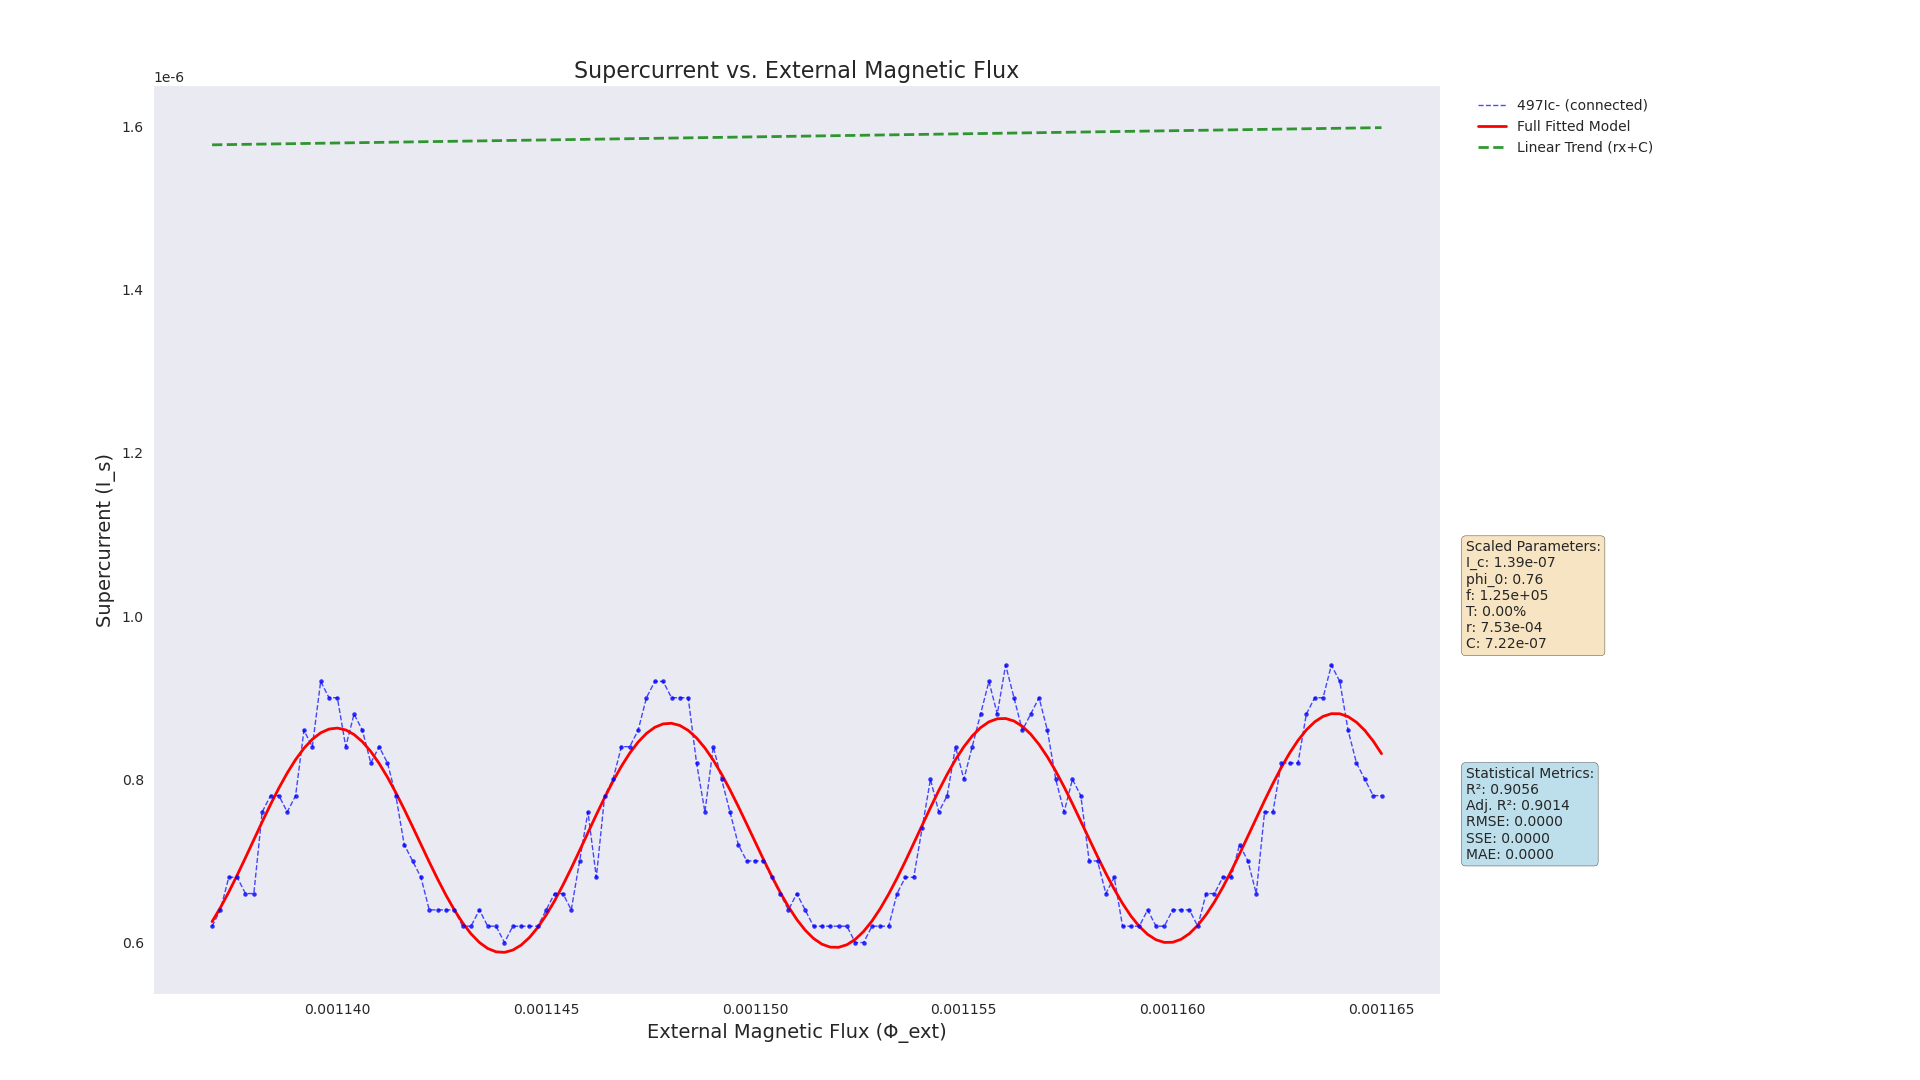 Supercurrent vs. External Magnetic Flux
1e-6
1.6
1.4
1.2
1.0
0.8
0.6
Supercurrent (I_s)
0.001140
0.001145
0.001150
0.001155
0.001160
0.001165
External Magnetic Flux (Φ_ext)
497Ic- (connected)
Full Fitted Model
Linear Trend (rx+C)
Scaled Parameters:
I_c: 1.39e-07
phi_0: 0.76
f: 1.25e+05
T: 0.00%
r: 7.53e-04
C: 7.22e-07
Statistical Metrics:
R²: 0.9056
Adj. R²: 0.9014
RMSE: 0.0000
SSE: 0.0000
MAE: 0.0000